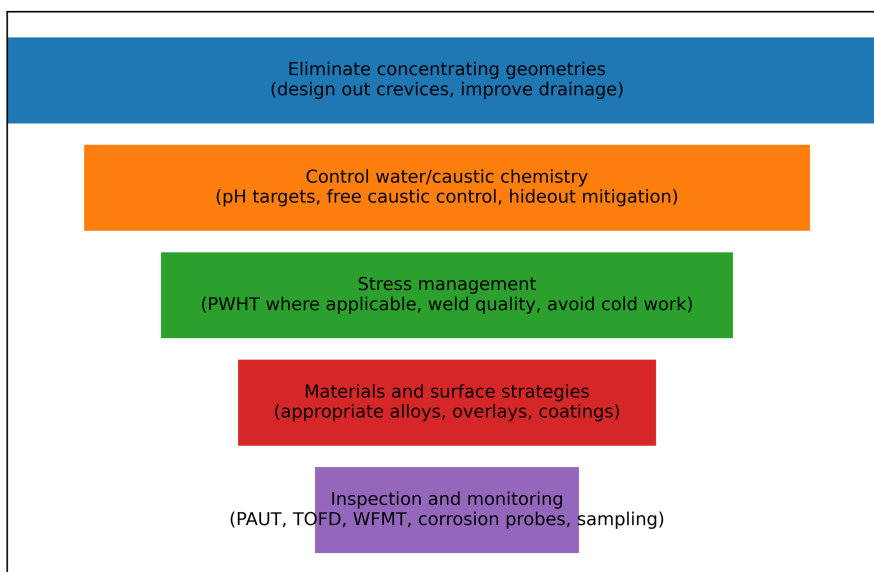 Eliminate concentrating geometries
(design out crevices, improve drainage)
Control water/caustic chemistry
(pH targets, free caustic control, hideout mitigation)
Stress management
(PWHT where applicable, weld quality, avoid cold work)
Materials and surface strategies
(appropriate alloys, overlays, coatings)
Inspection and monitoring
(PAUT, TOFD, WFMT, corrosion probes, sampling)